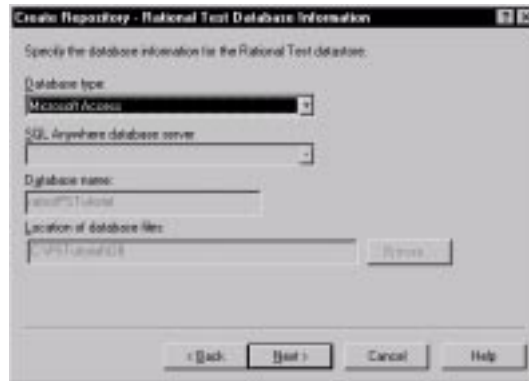 Create Repository - Rational Test Database Information
Specify the database information for the Rational Test datastore.
Database type:
Microsoft Access
SQL Anywhere database server
Database name:
Location of database files:
< Back
Next >
Cancel
Help